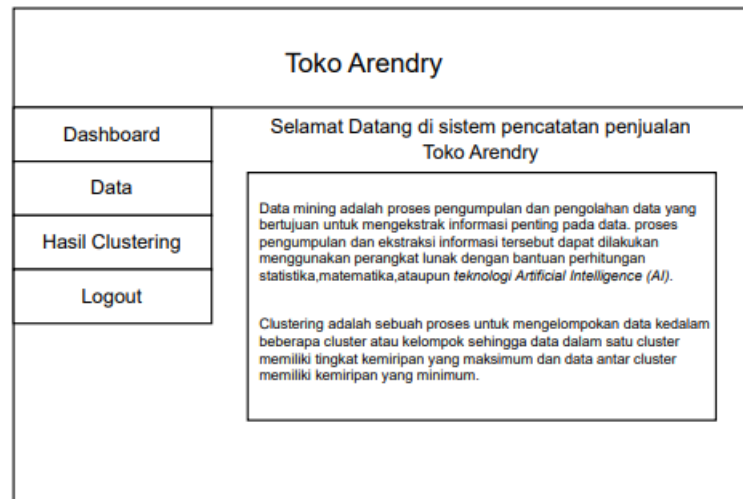 Toko Arendry
Dashboard
Data
Hasil Clustering
Logout
Selamat Datang di sistem pencatatan penjualan
Toko Arendry
Data mining adalah proses pengumpulan dan pengolahan data yang
bertujuan untuk mengekstrak informasi penting pada data. proses
pengumpulan dan ekstraksi informasi tersebut dapat dilakukan
menggunakan perangkat lunak dengan bantuan perhitungan
statistika,matematika,ataupun teknologi Artificial Intelligence (AI).
Clustering adalah sebuah proses untuk mengelompokan data kedalam
beberapa cluster atau kelompok sehingga data dalam satu cluster
memiliki tingkat kemiripan yang maksimum dan data antar cluster
memiliki kemiripan yang minimum.